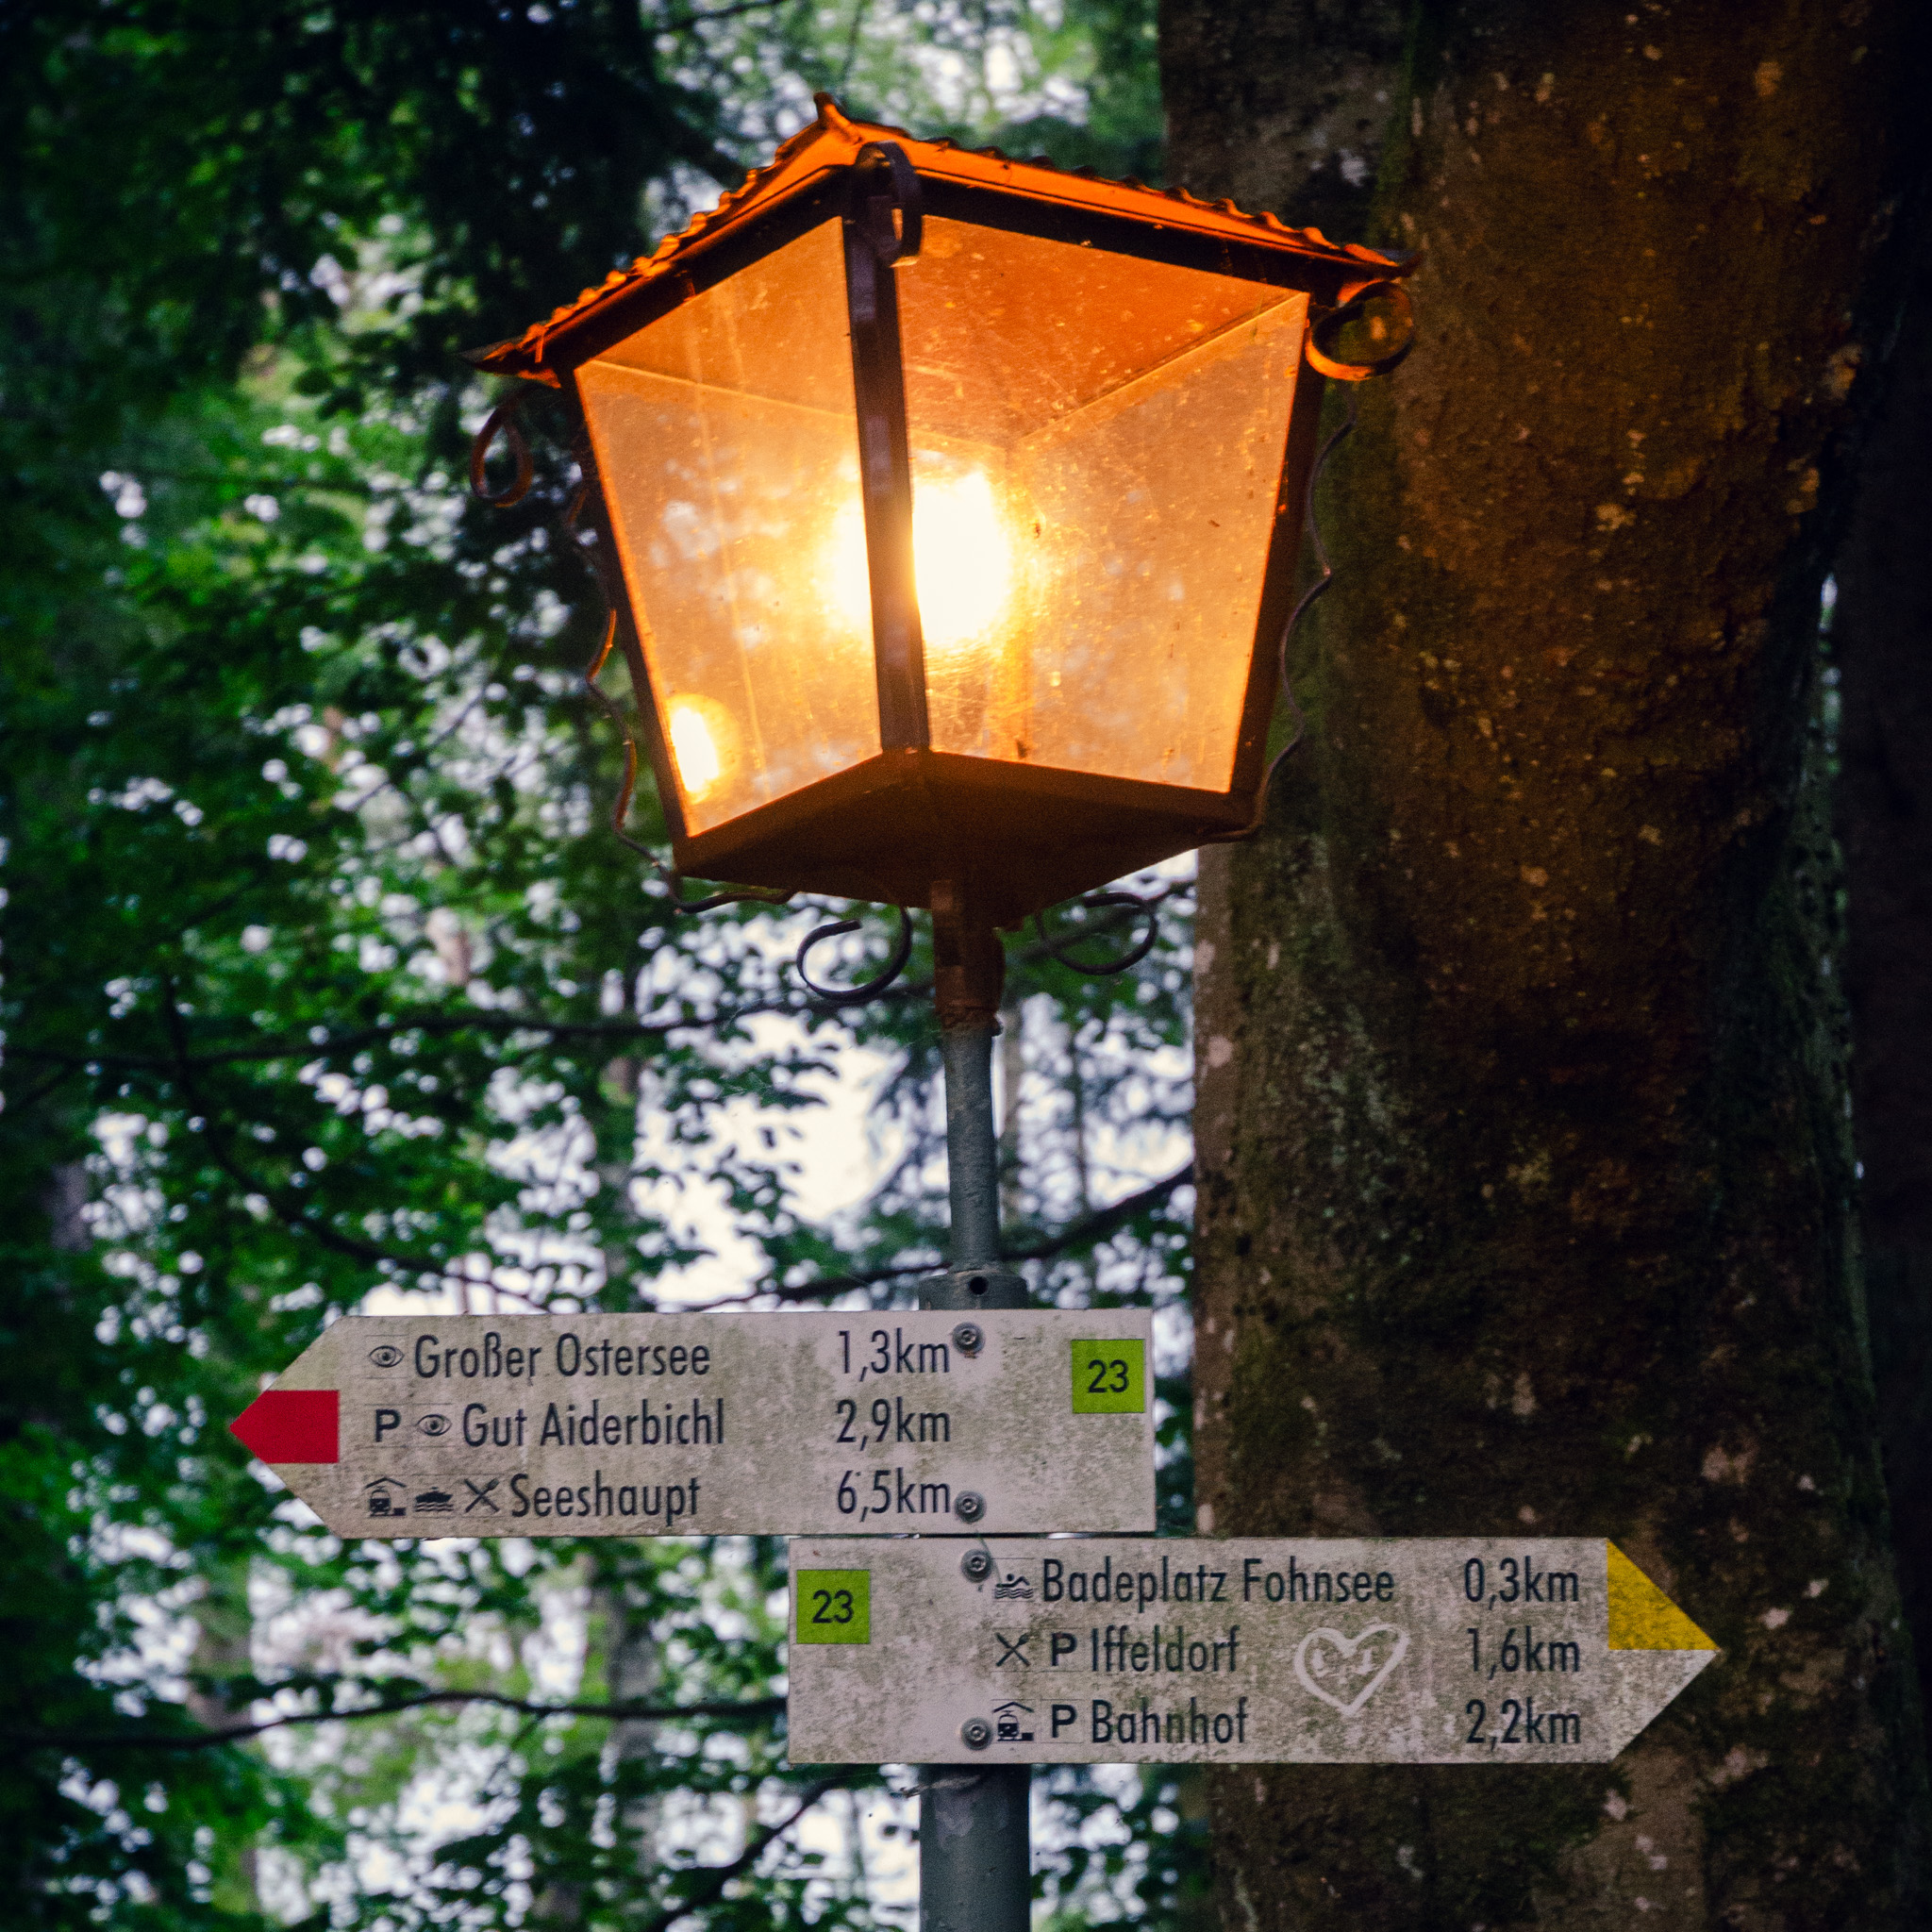 Großer Ostersee 1,3km 23
P Gut Aiderbichl 2,9km
Seeshaupt 6,5km
23 Badeplatz Fohnsee 0,3km
P Iffeldorf 1,6km
P Bahnhof 2,2km